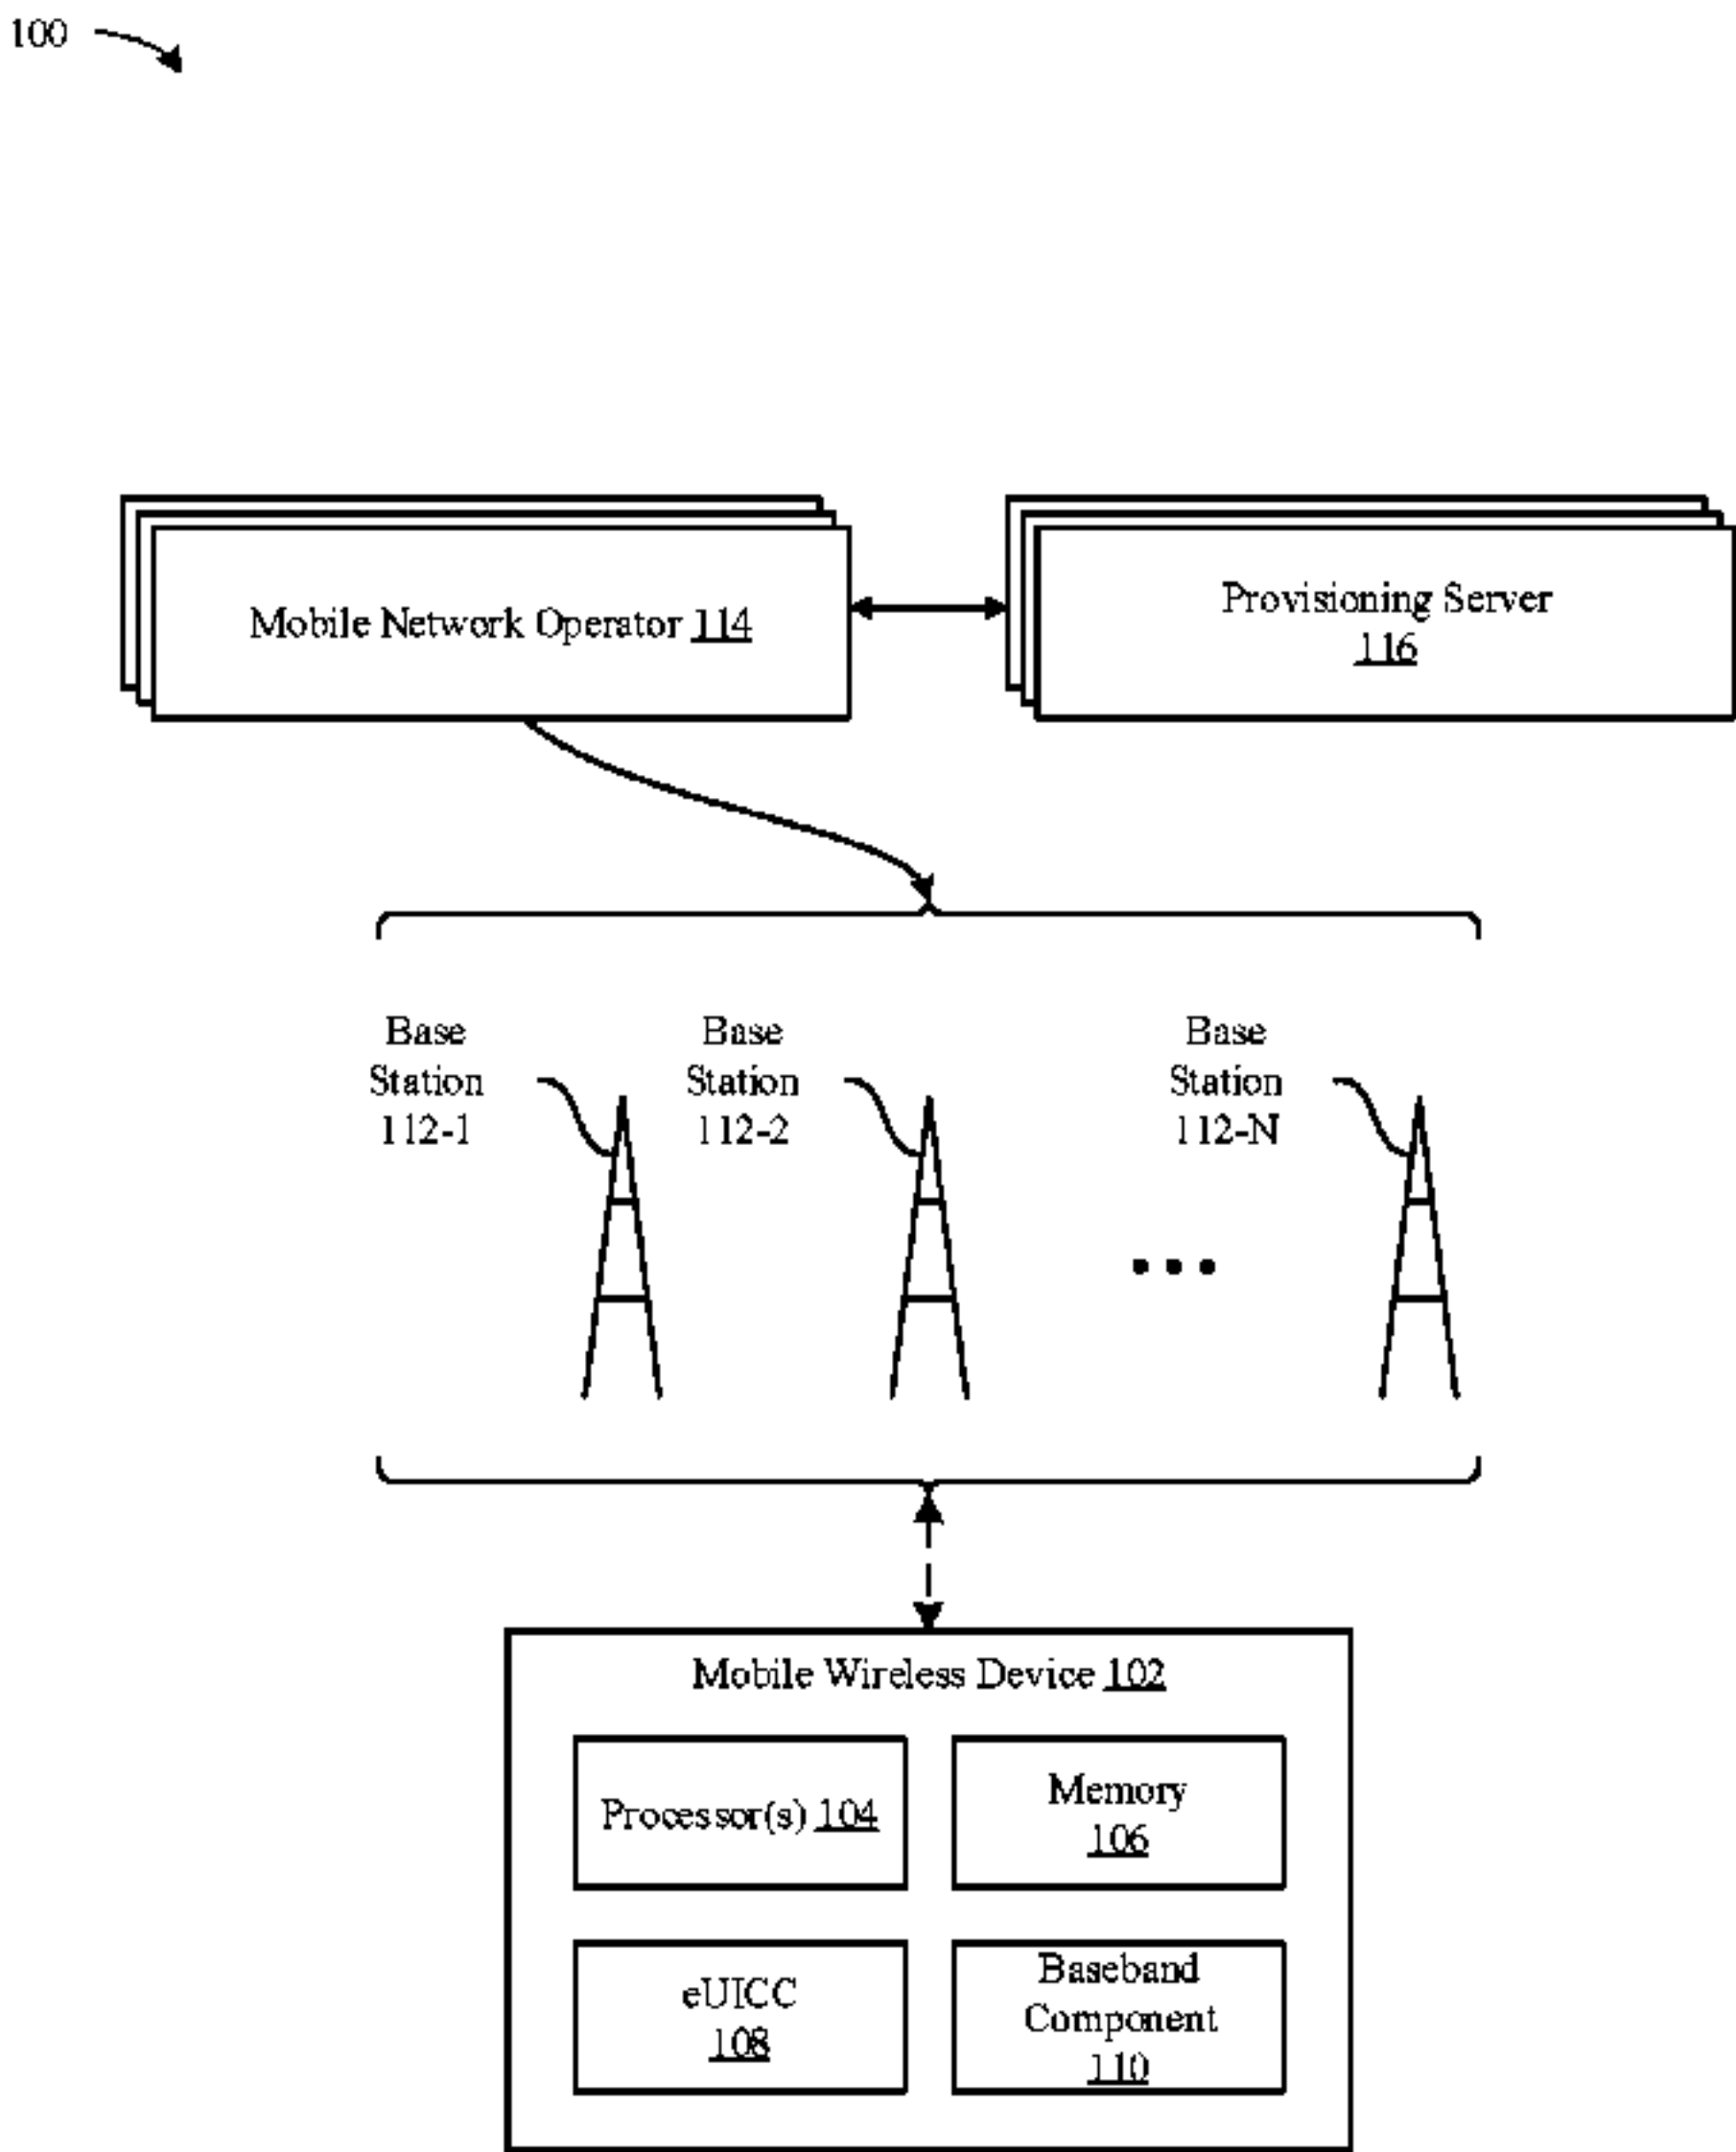 100
Mobile Network Operator 114
Provisioning Server
116
Base
Station
112-1
Base
Station
112-2
Base
Station
112-N
Mobile Wireless Device 102
Processor(s) 104
Memory
106
eUICC
108
Baseband
Component
110